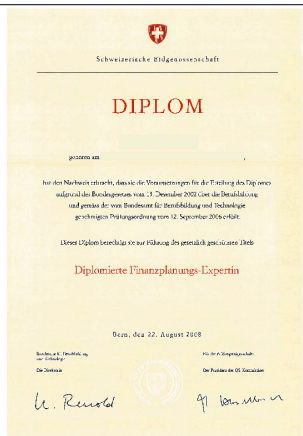 Schweizerische Eidgenossenschaft
DIPLOM
geboren am
hat den Nachweis erbracht, dass sie die Voraussetzungen für die Erteilung des Diplomes
aufgrund des Bundesgesetzes vom 13. Dezember 2002 über die Berufsbildung
und gemäss der vom Bundesamt für Berufsbildung und Technologie
genehmigten Prüfungsordnung vom 12. September 2006 erfüllt.
Dieses Diplom berechtigt sie zur Führung des gesetzlich geschützten Titels
Diplomierte Finanzplanungs-Expertin
Bern, den 22. August 2008
und Technologie
Die Direktorin
Der Präsident der QS Kommission
U. Renold